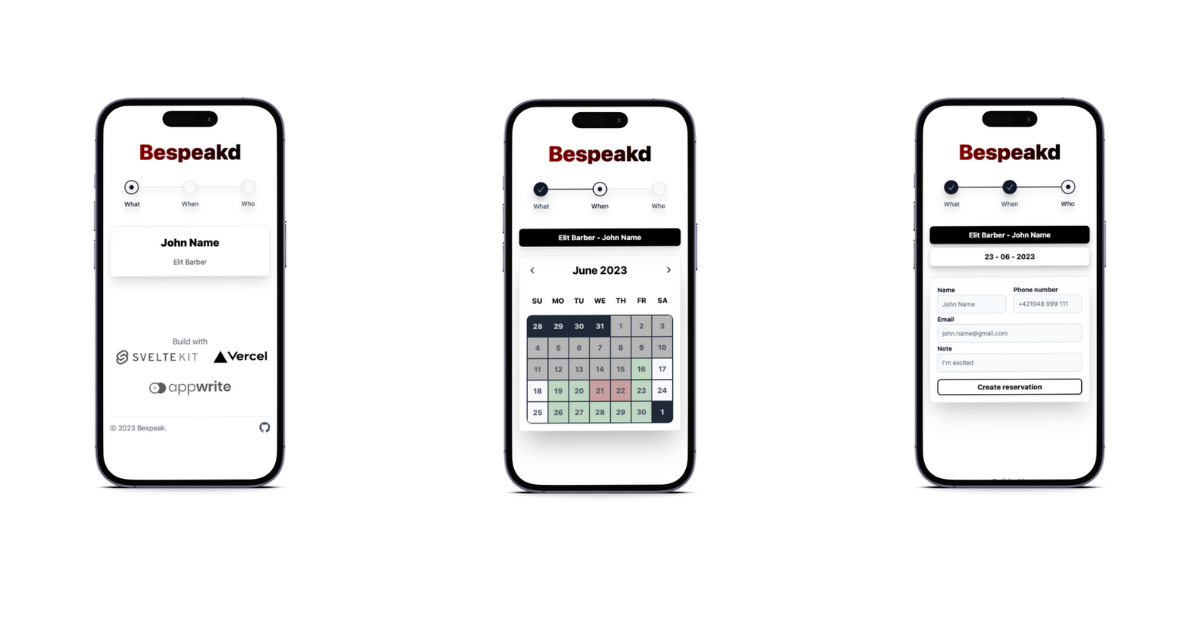 Bespeakd
What When Who
John Name
Elit Barber
Build with
SVELTEKIT Vercel
appwrite
© 2023 Bespeak.
Bespeakd
What When Who
Elit Barber - John Name
June 2023
SU MO TU WE TH FR SA
28 29 30 31 1 2 3
4 5 6 7 8 9 10
11 12 13 14 15 16 17
18 19 20 21 22 23 24
25 26 27 28 29 30 1
Bespeakd
What When Who
Elit Barber - John Name
23 - 06 - 2023
Name Phone number
John Name +421948 999 111
Email
john.name@gmail.com
Note
I'm excited
Create reservation